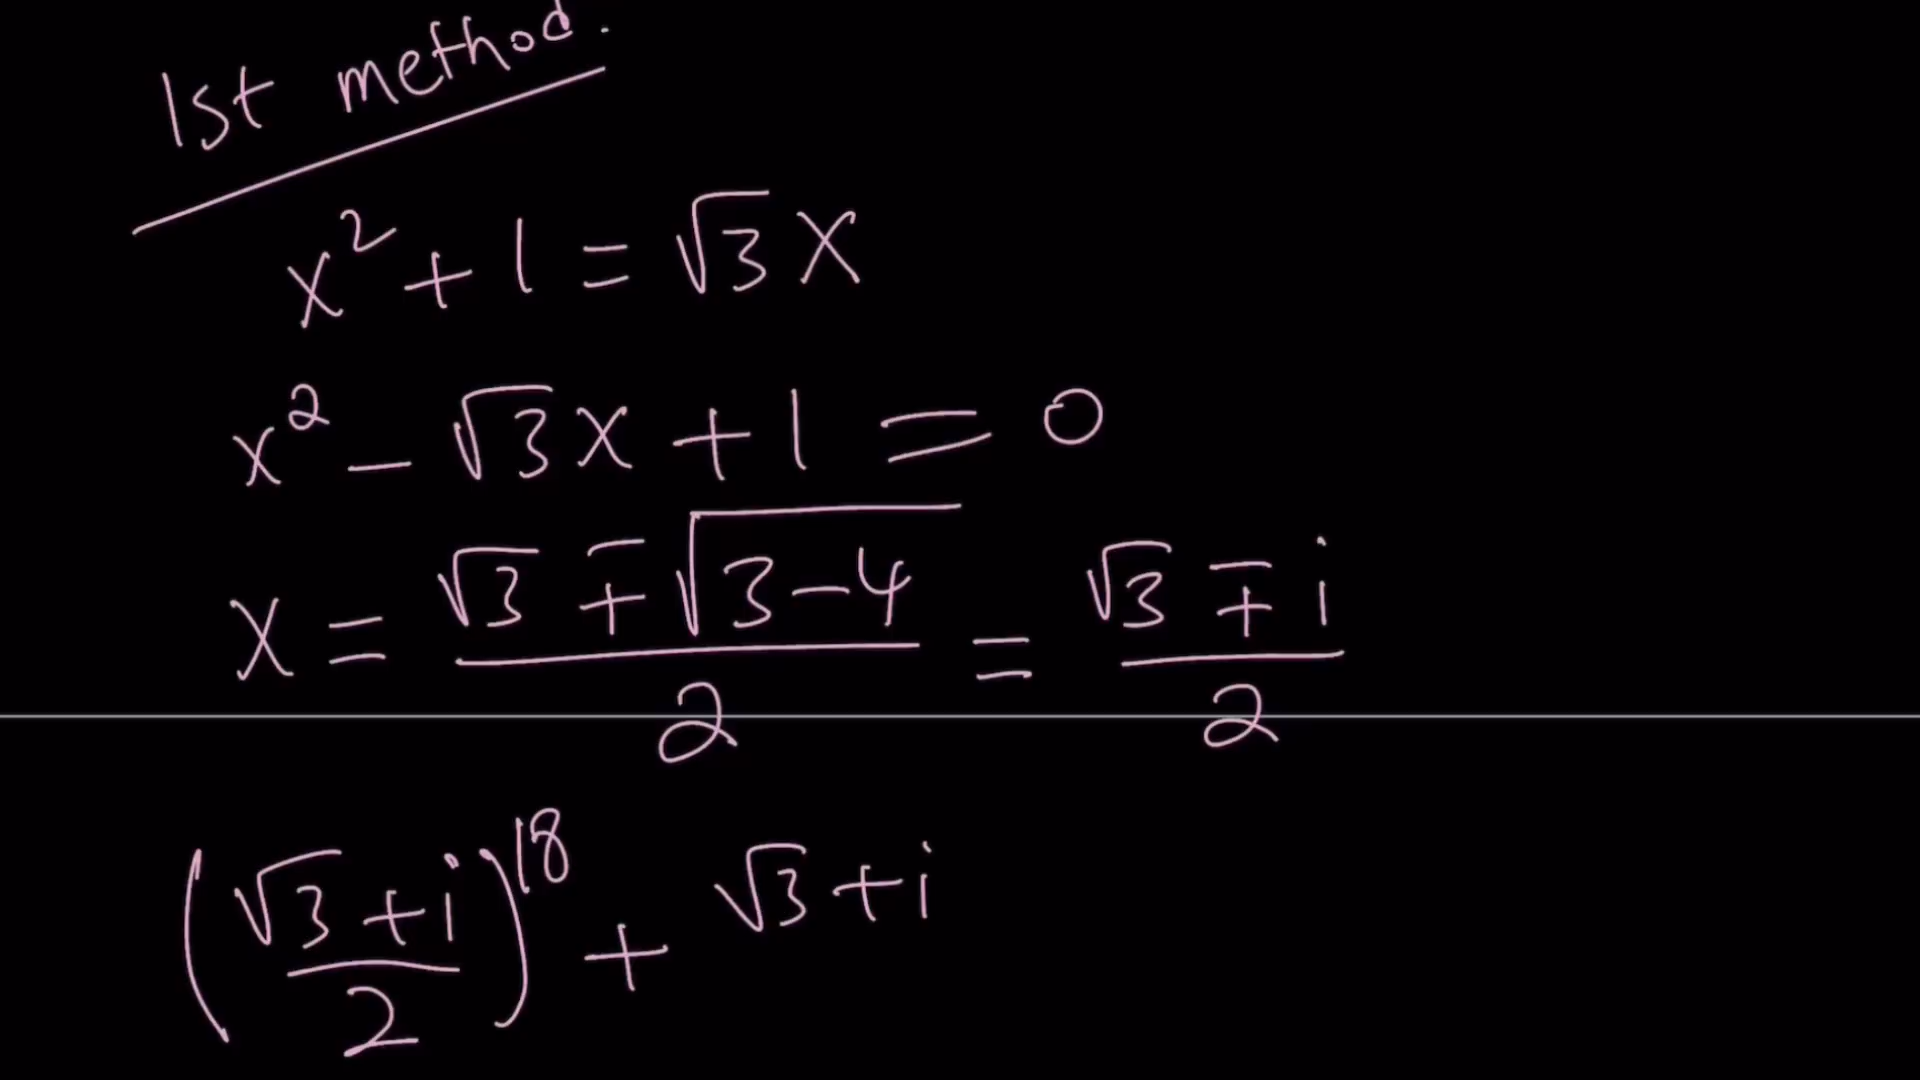 1st method.
x² + 1 = √3 x
x² - √3 x + 1 = 0
x = (√3 ∓ √(3-4))/2 = (√3 ∓ i)/2
((√3 + i)/2)¹⁸ + √3 + i